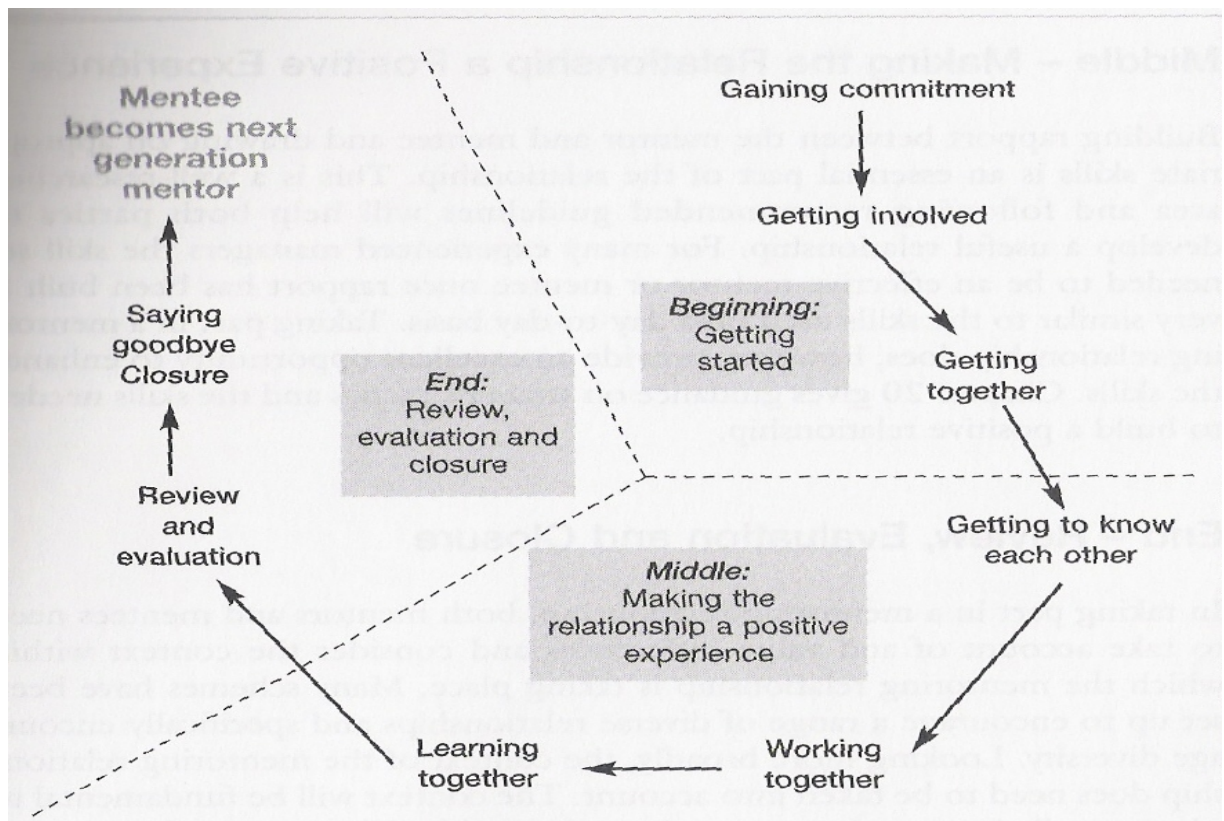 Gaining commitment
Getting involved
Beginning:
Getting
started
Getting
together
Getting to know
each other
Middle:
Making the
relationship a positive
experience
Working
together
Learning
together
Review
and
evaluation
End:
Review,
evaluation and
closure
Saying
goodbye
Closure
Mentee
becomes next
generation
mentor